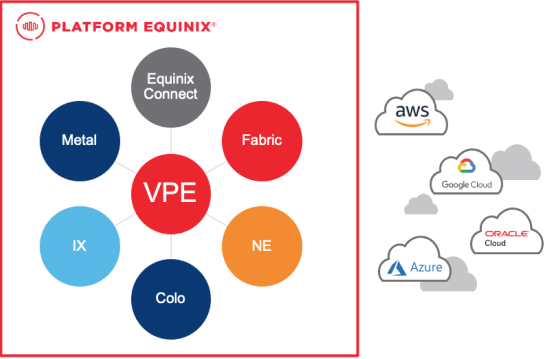 PLATFORM EQUINIX®
Equinix
Connect
Metal
Fabric
VPE
IX
NE
Colo
aws
Google Cloud
ORACLE
Cloud
Azure